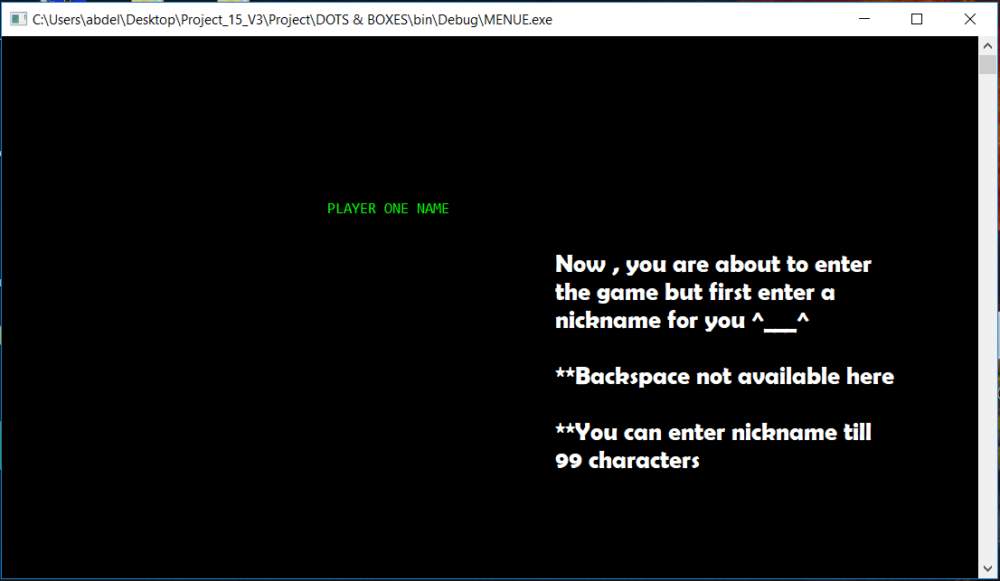 C:\Users\abdel\Desktop\Project_15_V3\Project\DOTS & BOXES\bin\Debug\MENUE.exe
PLAYER ONE NAME
Now , you are about to enter
the game but first enter a
nickname for you ^___^
**Backspace not available here
**You can enter nickname till
99 characters